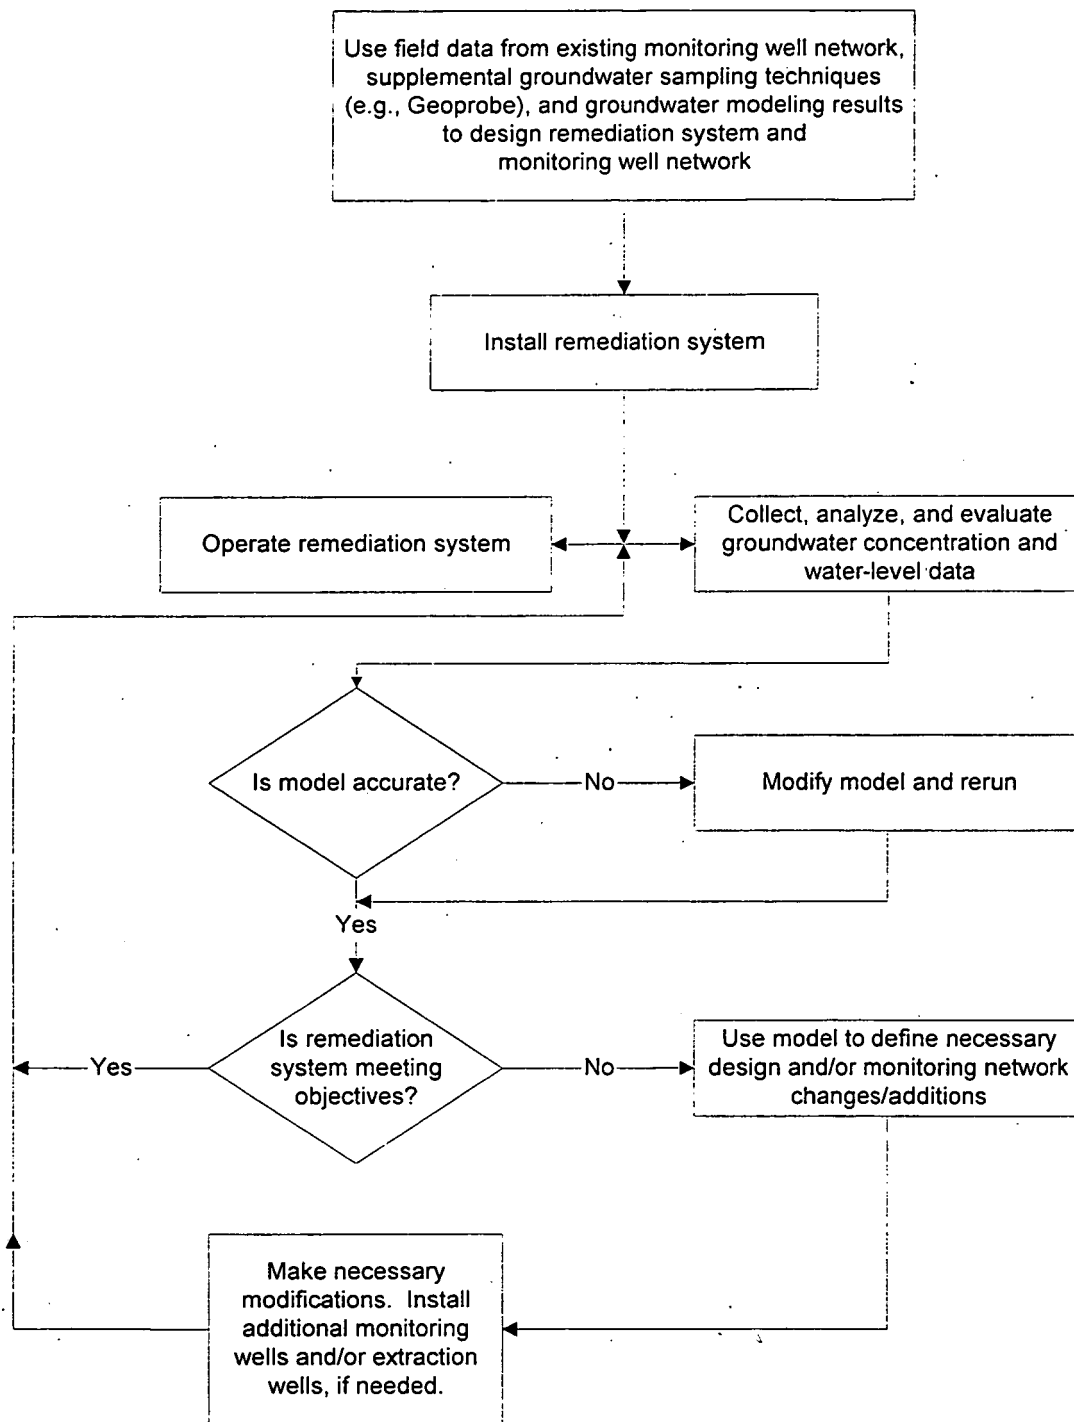 Use field data from existing monitoring well network,
supplemental groundwater sampling techniques
(e.g., Geoprobe), and groundwater modeling results
to design remediation system and
monitoring well network
Install remediation system
Operate remediation system
Collect, analyze, and evaluate
groundwater concentration and
water-level data
Is model accurate?
No
Modify model and rerun
Yes
Is remediation
system meeting
objectives?
Yes
No
Use model to define necessary
design and/or monitoring network
changes/additions
Make necessary
modifications. Install
additional monitoring
wells and/or extraction
wells, if needed.